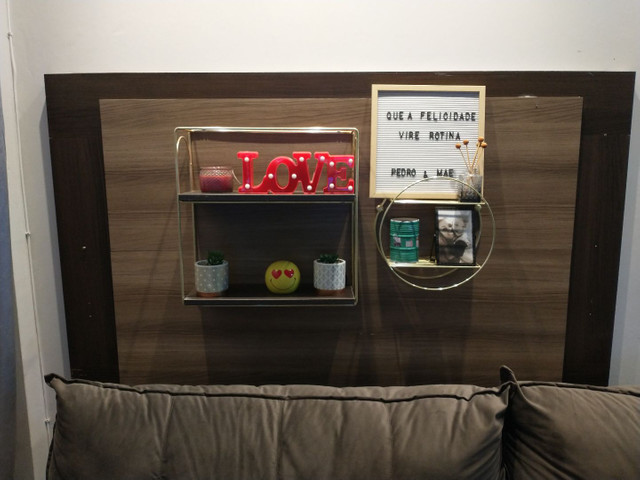 LOVE
QUE A FELICIDADE
VIRE ROTINA
PEDRO & MAE